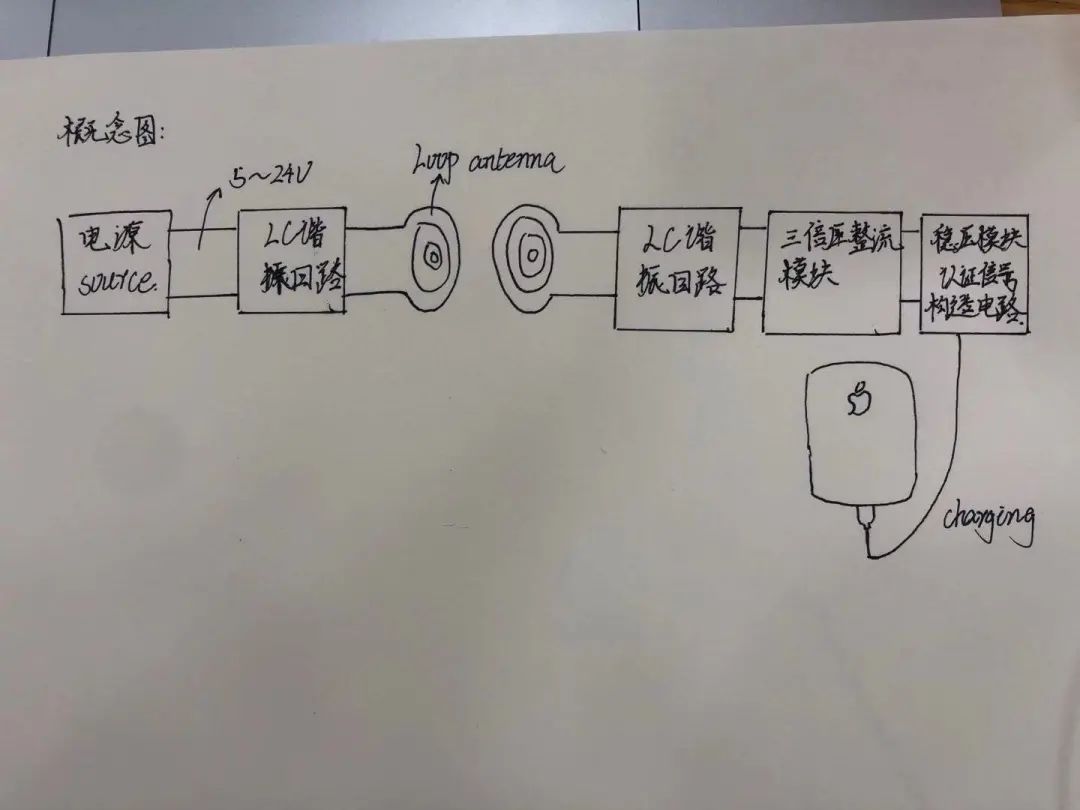 概念图:
5~24V
Loop antenna
电源
source.
LC谐
振回路
LC谐
振回路
三倍压整流
模块
稳压模块
认证信号
构造电路.
charging